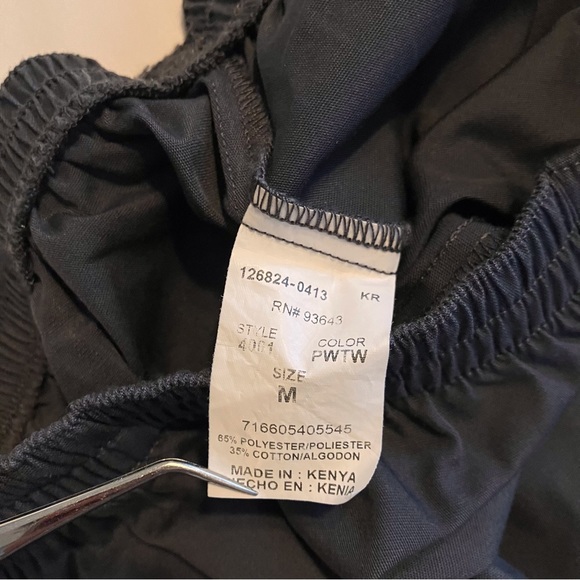 126824-0413 KR
RN# 93643
STYLE COLOR
4001 PWTW
SIZE
M
716605405545
65% POLYESTER/POLIESTER
35% COTTON/ALGODON
MADE IN : KENYA
HECHO EN : KENIA